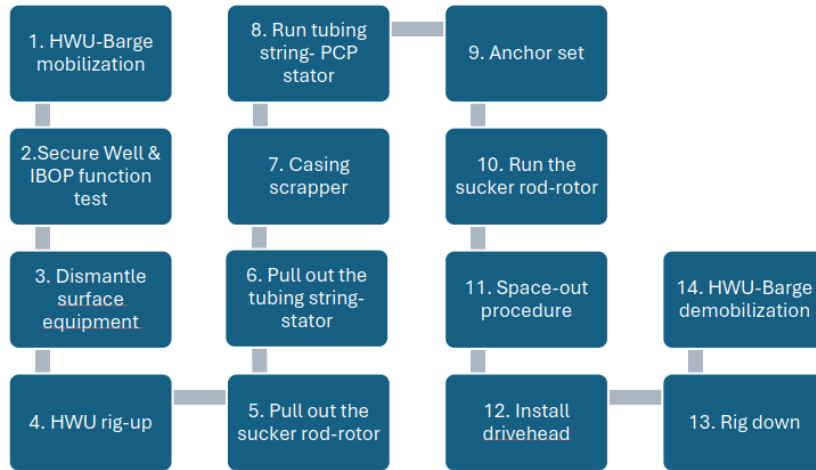 1. HWU-Barge
mobilization
2.Secure Well &
IBOP function
test
3. Dismantle
surface
equipment
4. HWU rig-up
5. Pull out the
sucker rod-rotor
6. Pull out the
tubing string-
stator
7. Casing
scrapper
8. Run tubing
string- PCP
stator
9. Anchor set
10. Run the
sucker rod-rotor
11. Space-out
procedure
12. Install
drivehead
13. Rig down
14. HWU-Barge
demobilization